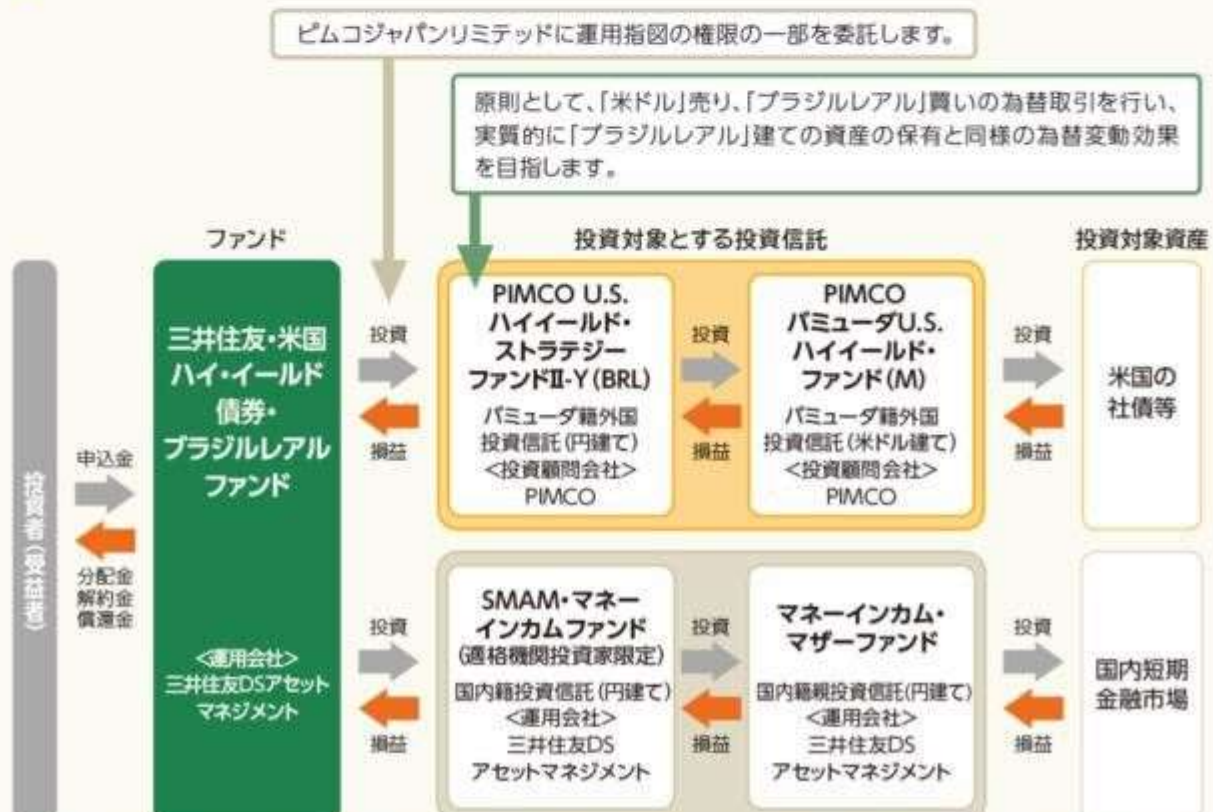 ピムコジャパンリミテッドに運用指図の権限の一部を委託します。
原則として、「米ドル」売り、「ブラジルレアル」買いの為替取引を行い、
実質的に「ブラジルレアル」建ての資産の保有と同様の為替変動効果
を目指します。
ファンド
投資対象とする投資信託
投資対象資産
投資者(受益者)
申込金
分配金
解約金
償還金
三井住友・米国
ハイ・イールド
債券・
ブラジルレアル
ファンド
<運用会社>
三井住友DSアセット
マネジメント
投資
損益
PIMCO U.S.
ハイイールド・
ストラテジー
ファンドⅡ-Y(BRL)
バミューダ籍外国
投資信託(円建て)
<投資顧問会社>
PIMCO
投資
損益
PIMCO
バミューダU.S.
ハイイールド・
ファンド(M)
バミューダ籍外国
投資信託(米ドル建て)
<投資顧問会社>
PIMCO
投資
損益
米国の
社債等
投資
損益
SMAM・マネー
インカムファンド
(適格機関投資家限定)
国内籍投資信託(円建て)
<運用会社>
三井住友DS
アセットマネジメント
投資
損益
マネーインカム・
マザーファンド
国内籍親投資信託(円建て)
<運用会社>
三井住友DS
アセットマネジメント
投資
損益
国内短期
金融市場